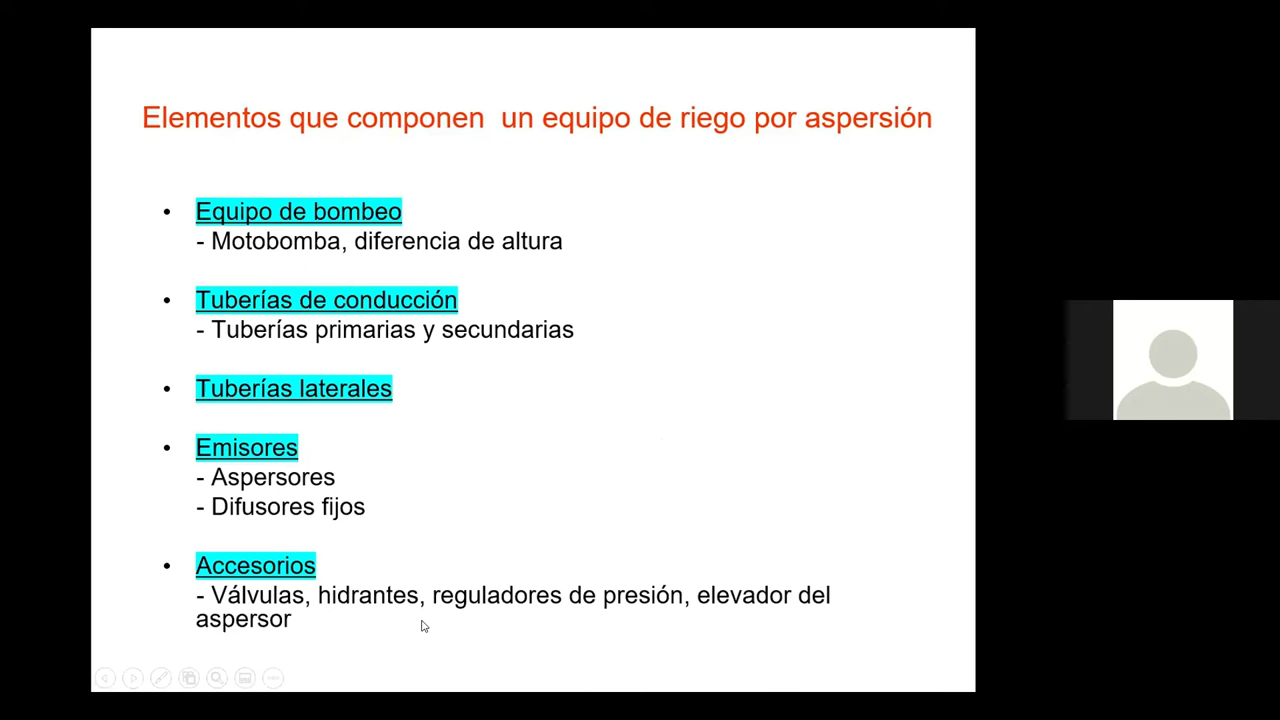 Elementos que componen  un equipo de riego por aspersión
• Equipo de bombeo
- Motobomba, diferencia de altura
• Tuberías de conducción
- Tuberías primarias y secundarias
• Tuberías laterales
• Emisores
- Aspersores
- Difusores fijos
• Accesorios
- Válvulas, hidrantes, reguladores de presión, elevador del
aspersor